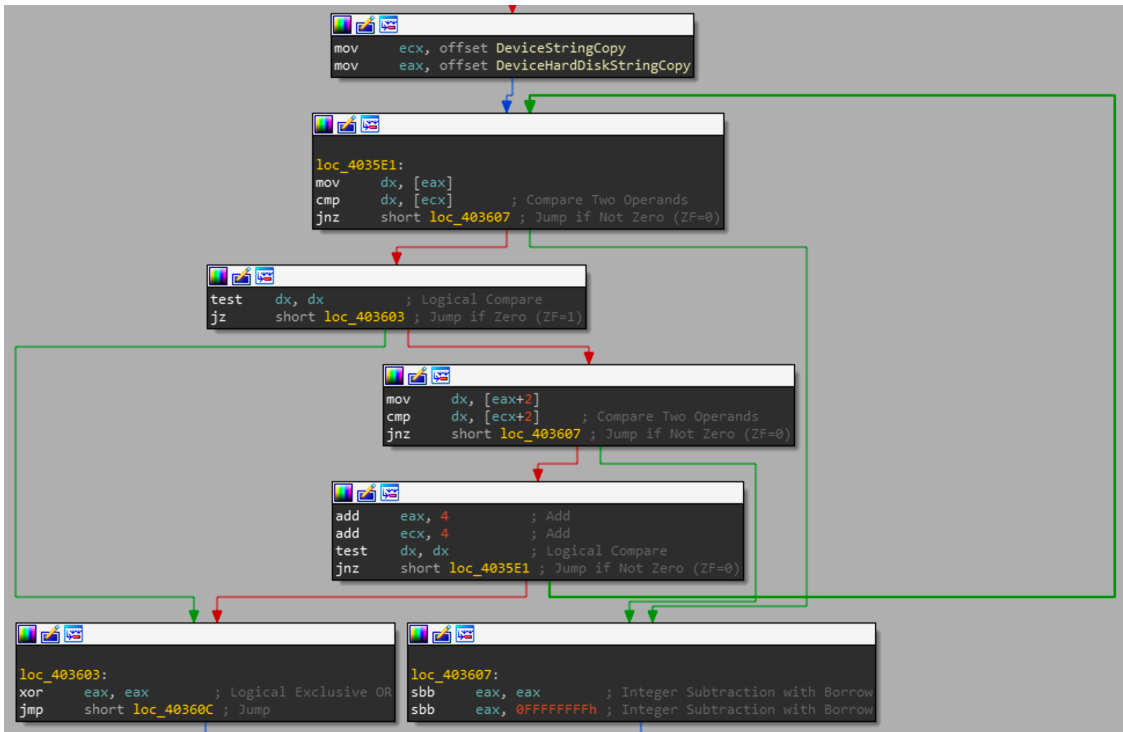 mov ecx, offset DeviceStringCopy
mov eax, offset DeviceHardDiskStringCopy
loc_4035E1:
mov dx, [eax]
cmp dx, [ecx] ; Compare Two Operands
jnz short loc_403607 ; Jump if Not Zero (ZF=0)
test dx, dx ; Logical Compare
jz short loc_403603 ; Jump if Zero (ZF=1)
mov dx, [eax+2]
cmp dx, [ecx+2] ; Compare Two Operands
jnz short loc_403607 ; Jump if Not Zero (ZF=0)
add eax, 4 ; Add
add ecx, 4 ; Add
test dx, dx ; Logical Compare
jnz short loc_4035E1 ; Jump if Not Zero (ZF=0)
loc_403603:
xor eax, eax ; Logical Exclusive OR
jmp short loc_40360C ; Jump
loc_403607:
sbb eax, eax ; Integer Subtraction with Borrow
sbb eax, 0FFFFFFFFh ; Integer Subtraction with Borrow